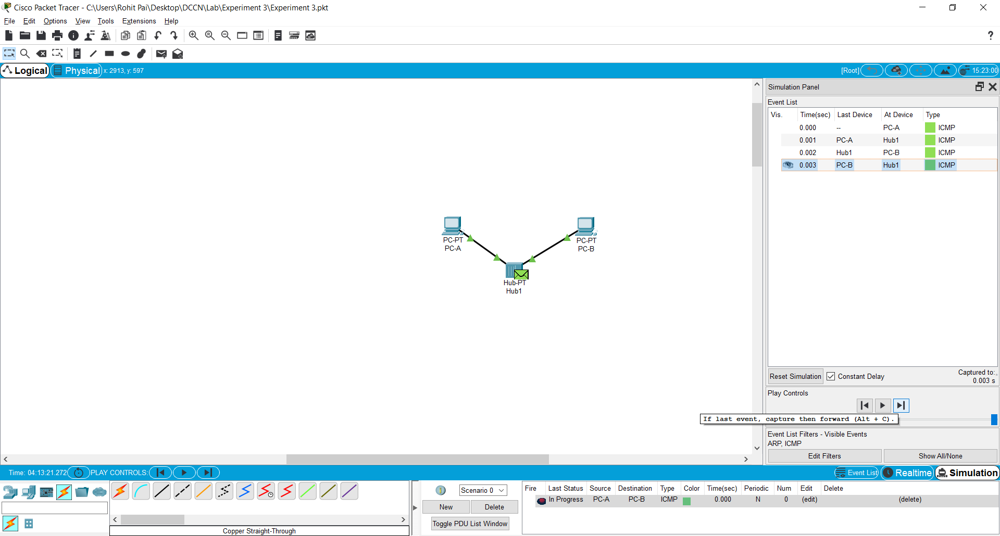 Cisco Packet Tracer - C:\Users\Rohit Pai\Desktop\DCCN\Lab\Experiment 3\Experiment 3.pkt
File Edit Options View Tools Extensions Help
?
Logical Physical x: 2913, y: 597 [Root] 15:23:00
Simulation Panel
Event List
Vis. Time(sec) Last Device At Device Type
0.000 -- PC-A ICMP
0.001 PC-A Hub1 ICMP
0.002 Hub1 PC-B ICMP
0.003 PC-B Hub1 ICMP
PC-PT
PC-A
PC-PT
PC-B
Hub-PT
Hub1
Reset Simulation Constant Delay Captured to:
0.003 s
Play Controls
If last event, capture then forward (Alt + C).
Event List Filters - Visible Events
ARP, ICMP
Edit Filters Show All/None
Time: 04:13:21.272 PLAY CONTROLS: Event List Realtime Simulation
Scenario 0
New Delete
Toggle PDU List Window
Fire Last Status Source Destination Type Color Time(sec) Periodic Num Edit Delete
In Progress PC-A PC-B ICMP 0.000 N 0 (edit) (delete)
Copper Straight-Through